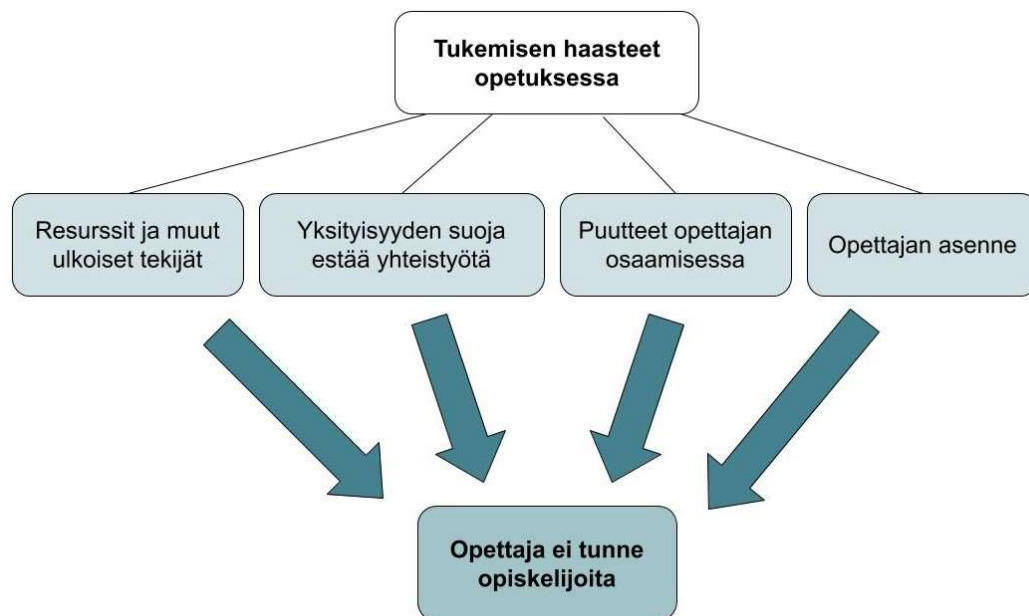 Tukemisen haasteet
opetuksessa
Resurssit ja muut
ulkoiset tekijät
Yksityisyyden suoja
estää yhteistyötä
Puutteet opettajan
osaamisessa
Opettajan asenne
Opettaja ei tunne
opiskelijoita